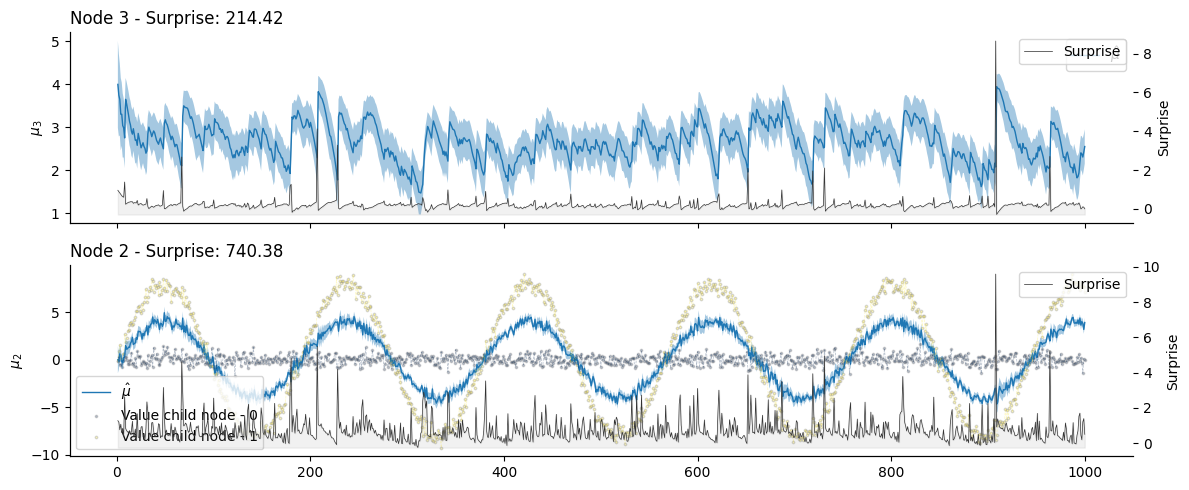 Node 3 - Surprise: 214.42
5
4
3
2
1
μ₃
Surprise
8
6
4
2
0
Surprise
Node 2 - Surprise: 740.38
5
0
−5
−10
μ₂
μ̂
Value child node - 0
Value child node - 1
Surprise
10
8
6
4
2
0
Surprise
0
200
400
600
800
1000